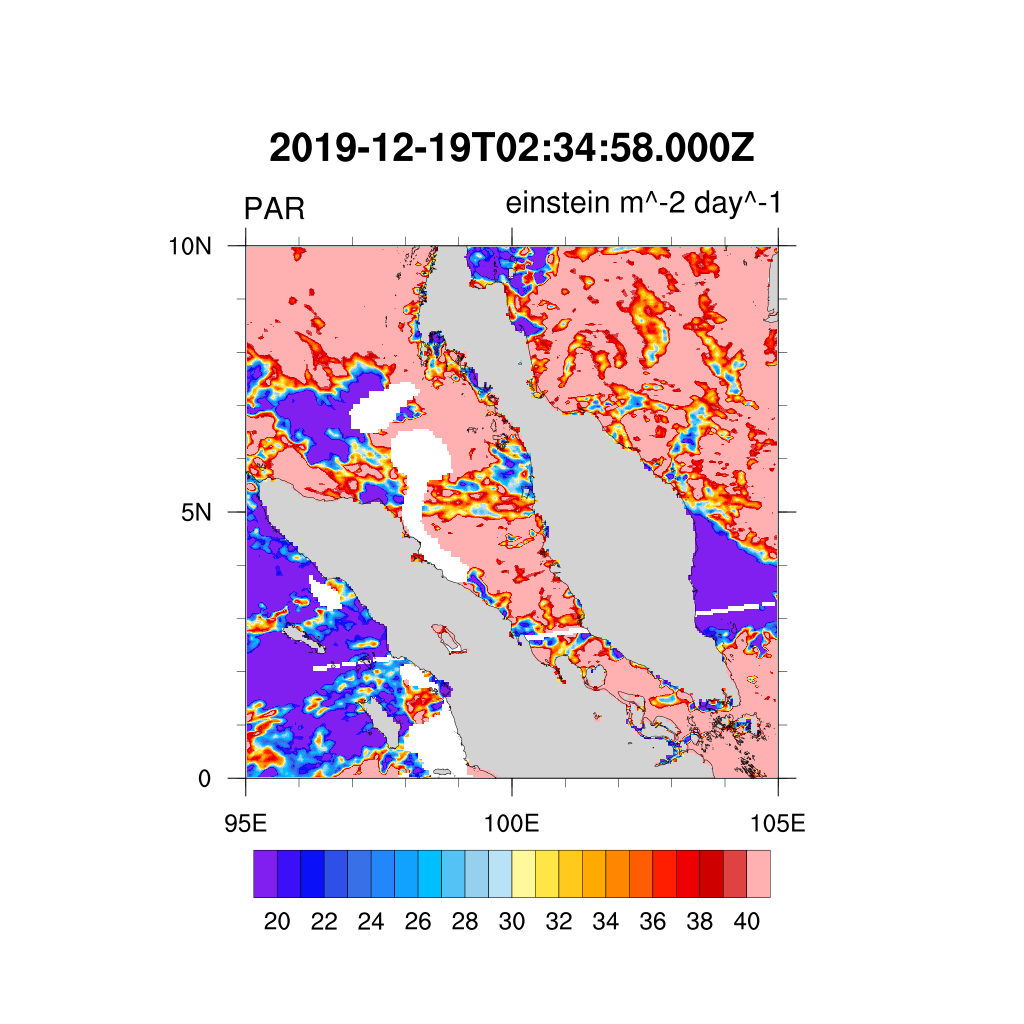 2019-12-19T02:34:58.000Z
PAR einstein m^-2 day^-1
10N
5N
0
95E 100E 105E
20 22 24 26 28 30 32 34 36 38 40